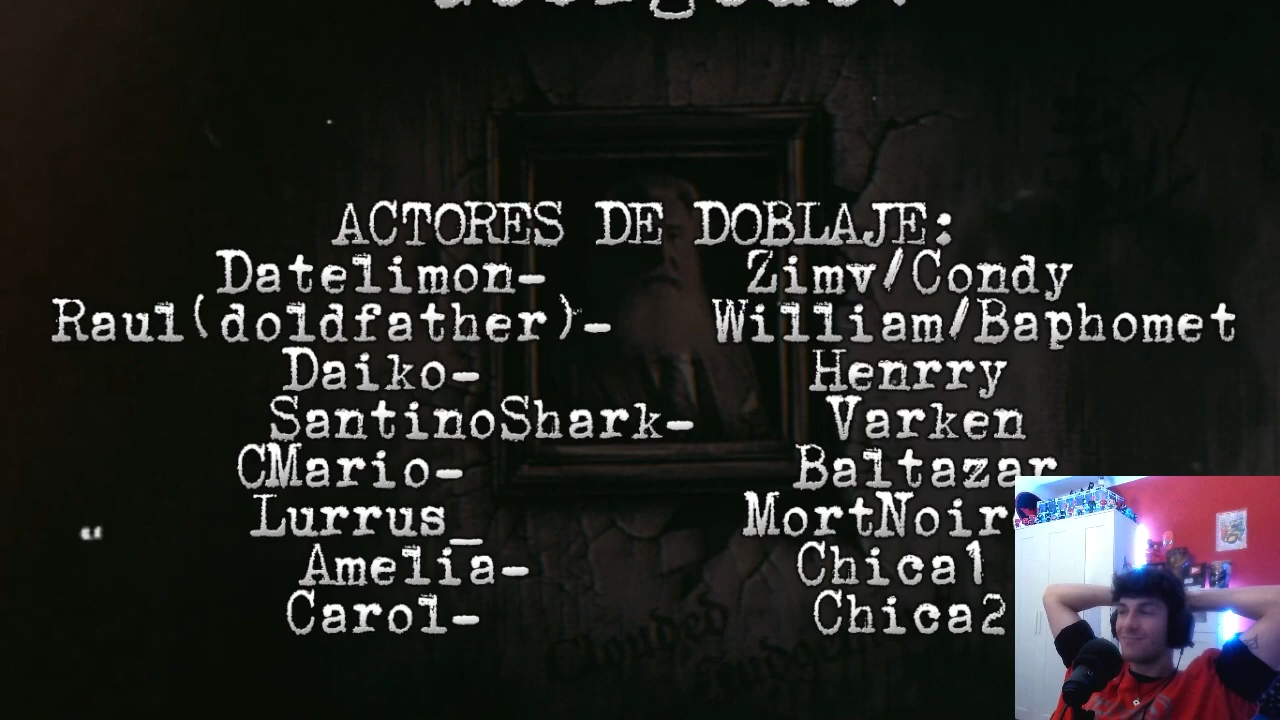 ACTORES DE DOBLAJE:
Datelimon- Zimv/Condy
Raul(doldfather)- William/Baphomet
Daiko- Henrry
SantinoShark- Varken
CMario- Baltazar
Lurrus_ MortNoir
Amelia- Chica1
Carol- Chica2
Clouded